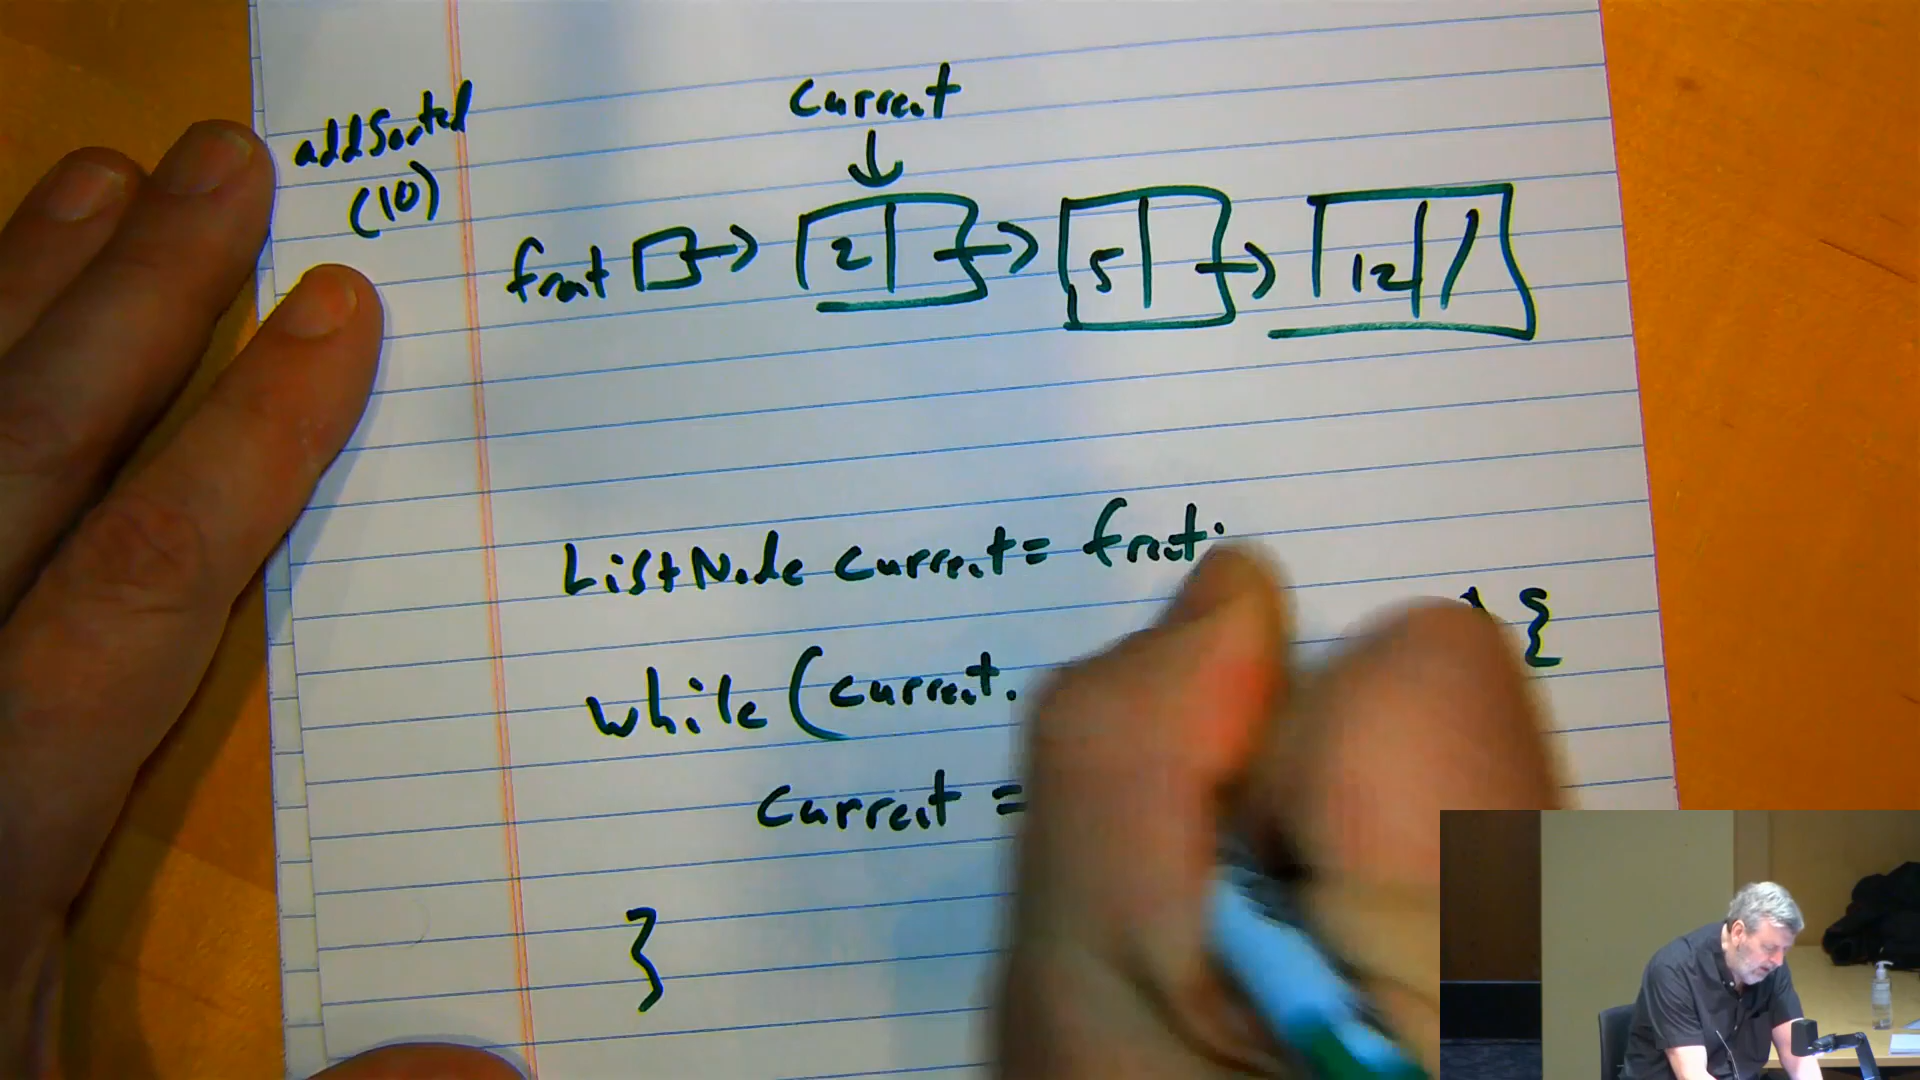 current
addSorted
(10)
front 2 5 12
ListNode current = front;
while (current. ) {
current =
}